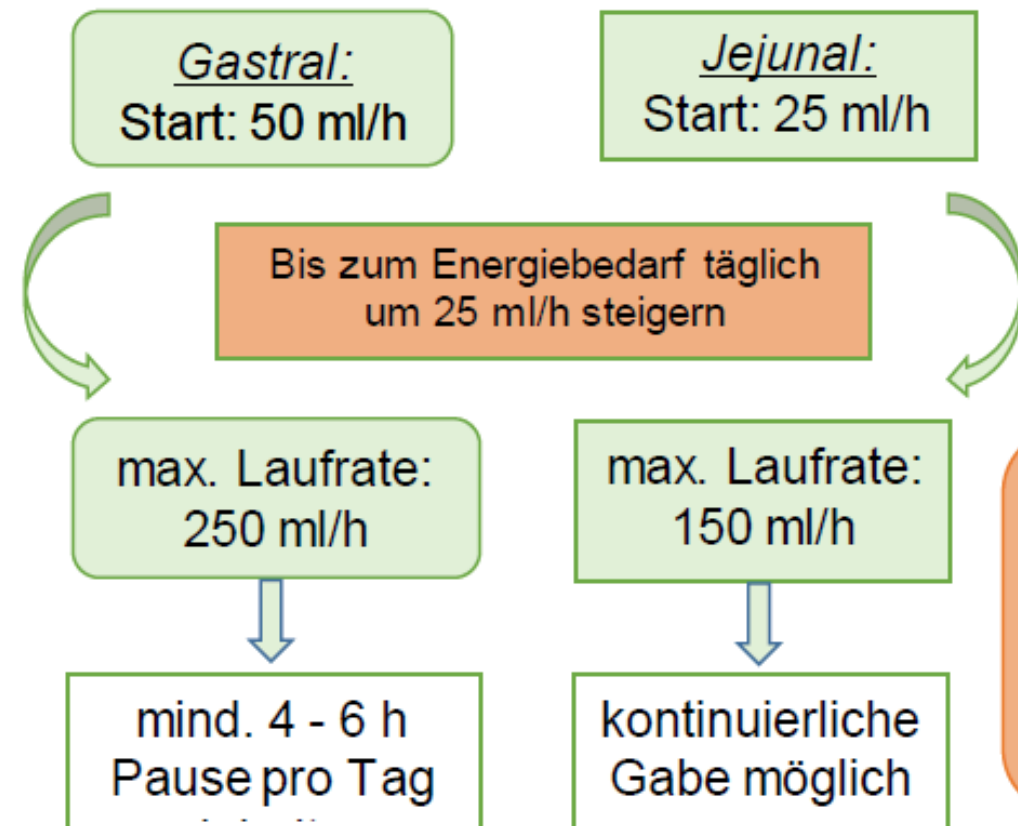 Gastral:
Start: 50 ml/h
Jejunal:
Start: 25 ml/h
Bis zum Energiebedarf täglich
um 25 ml/h steigern
max. Laufrate:
250 ml/h
max. Laufrate:
150 ml/h
mind. 4 - 6 h
Pause pro Tag
kontinuierliche
Gabe möglich